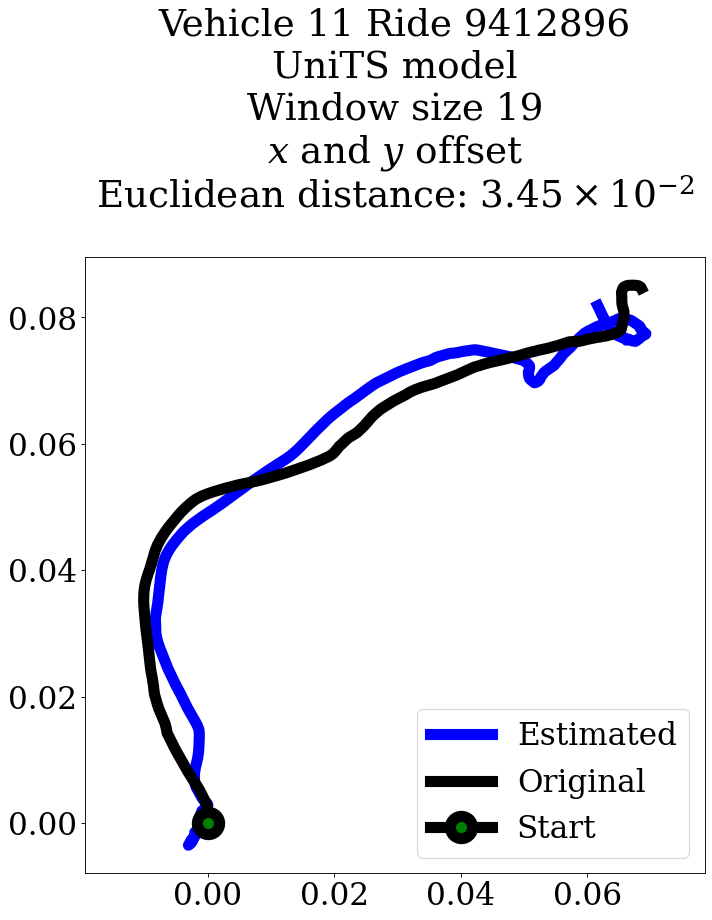 Vehicle 11 Ride 9412896
UniTS model
Window size 19
x and y offset
Euclidean distance: 3.45 × 10⁻²
0.08
0.06
0.04
0.02
0.00
Estimated
Original
Start
0.00 0.02 0.04 0.06